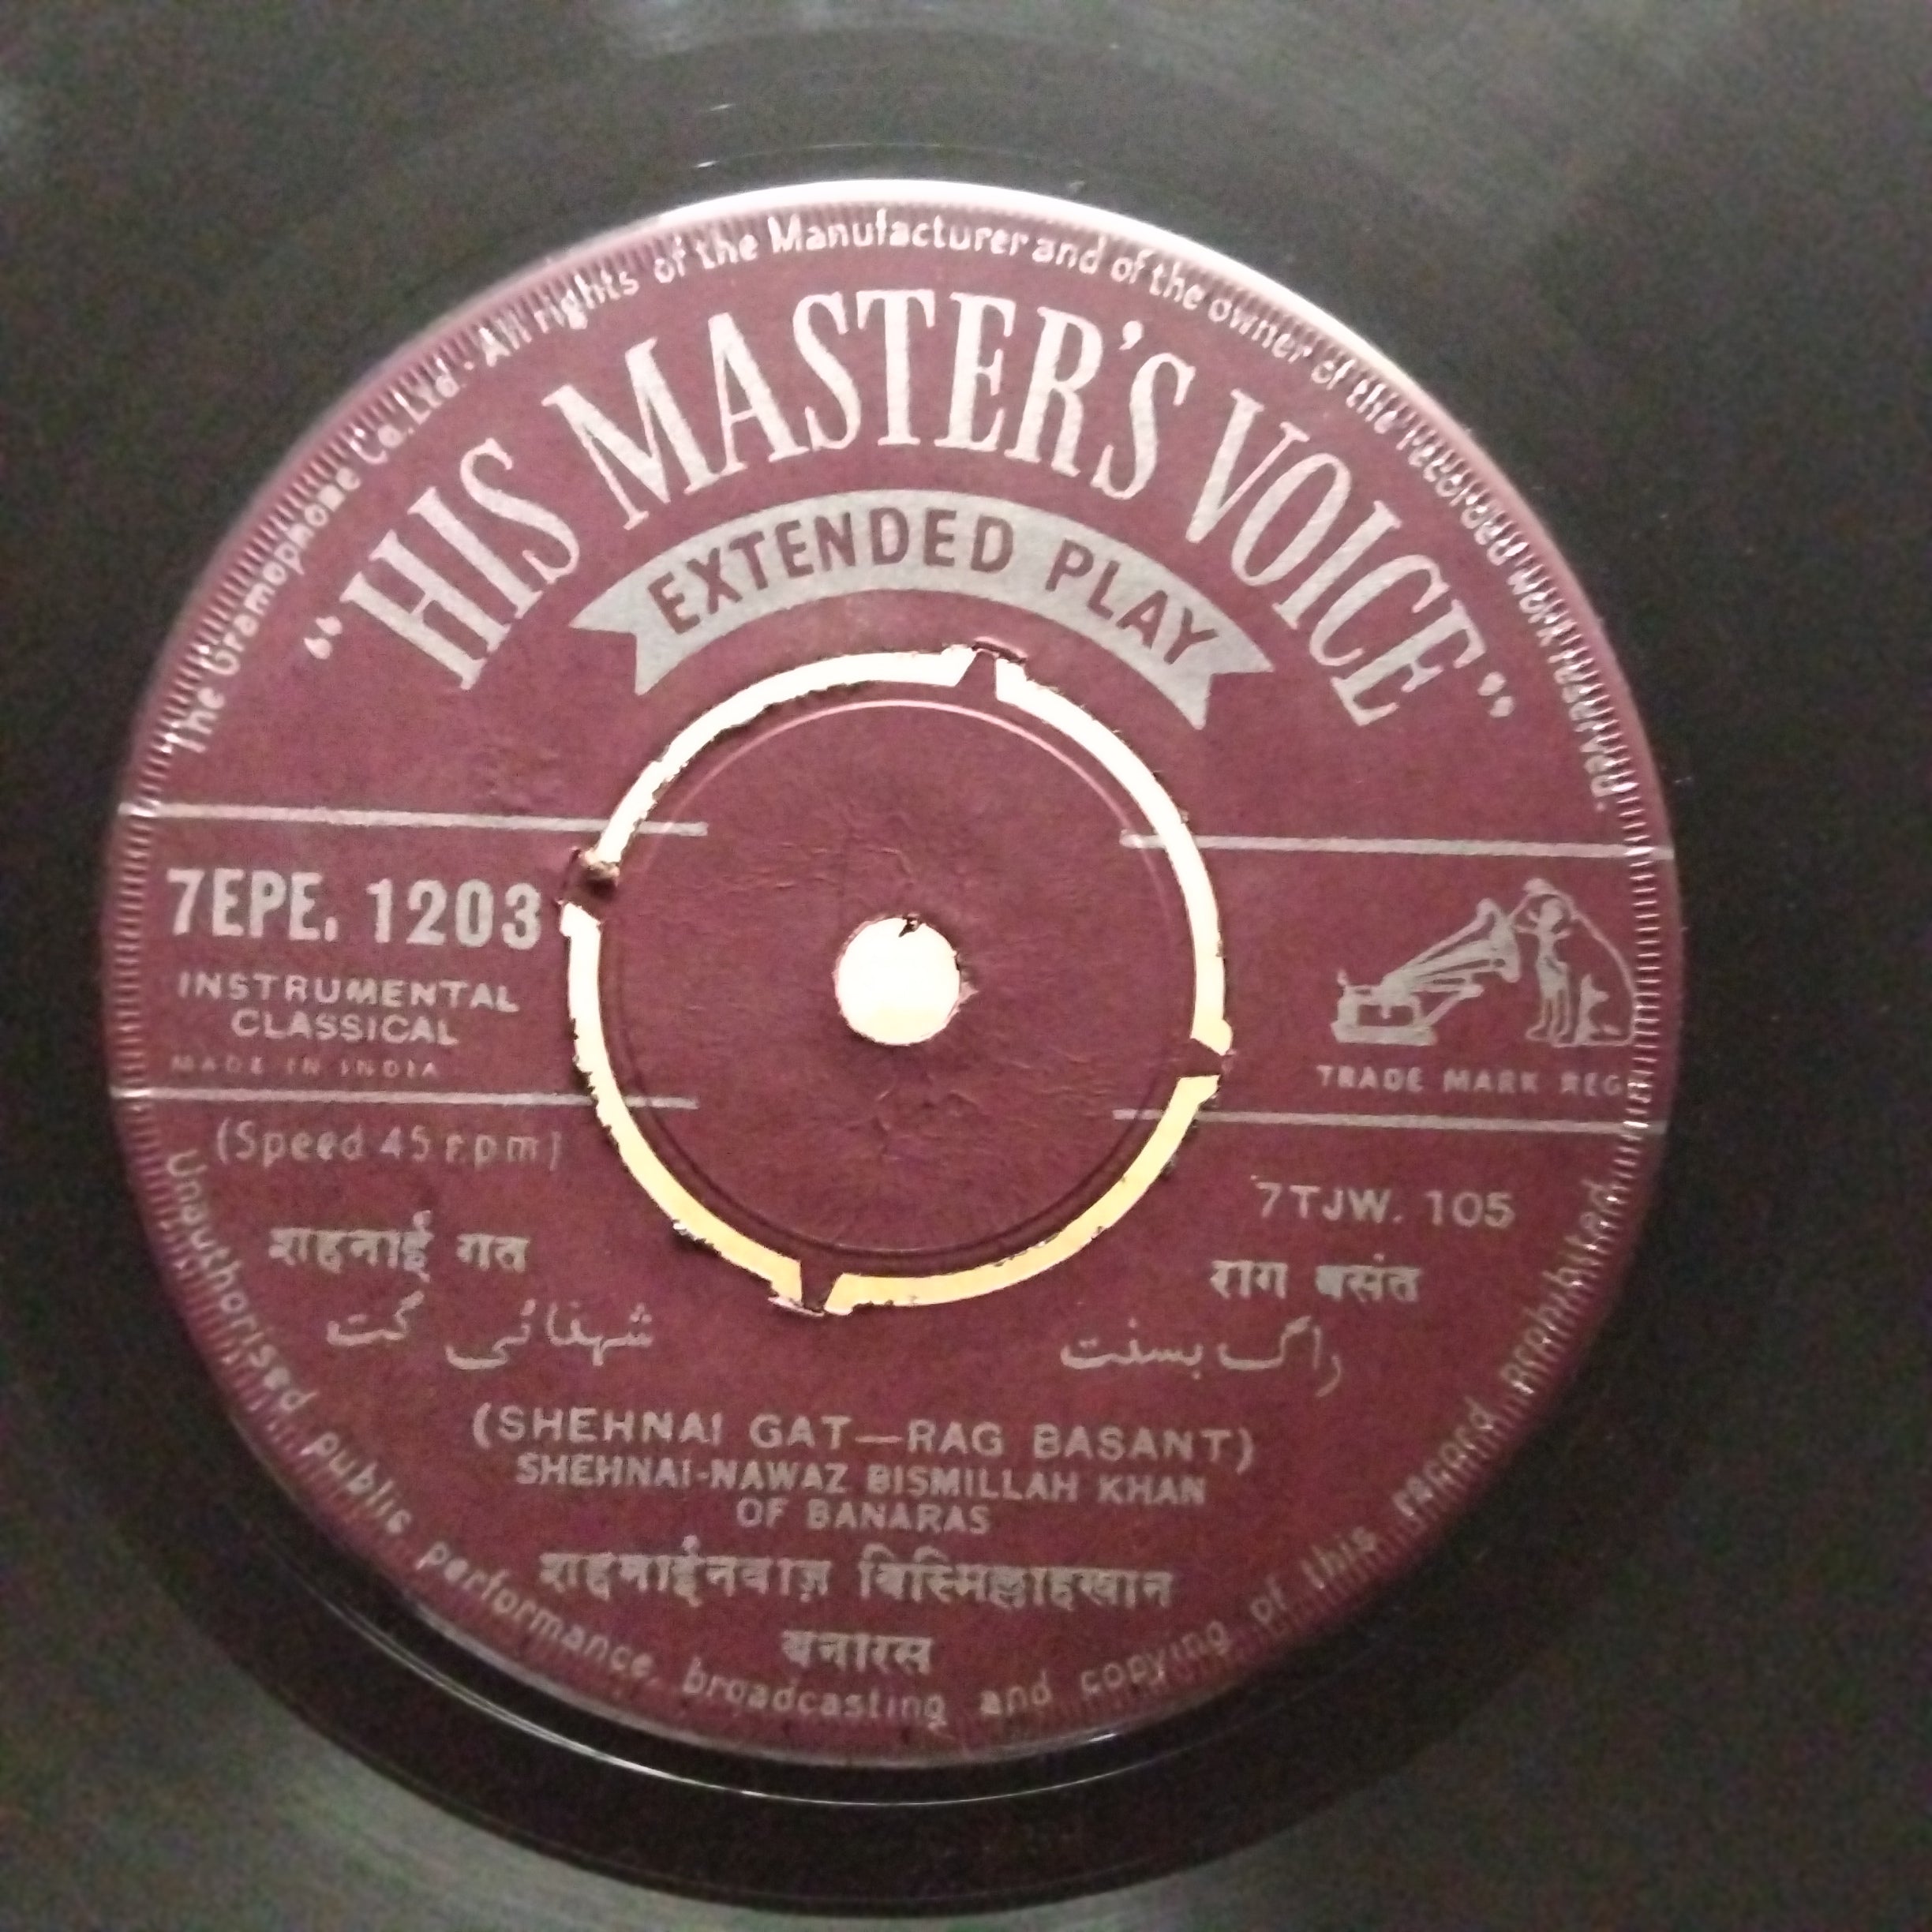 The Gramophone Co. Ltd. · All rights of the Manufacturer and of the owner of the recorded work reserved.
“HIS MASTER'S VOICE”
EXTENDED PLAY
7EPE. 1203
INSTRUMENTAL
CLASSICAL
MADE IN INDIA
TRADE MARK REGD
(Speed 45 r.p.m)
7TJW. 105
शहनाई गत
राग बसंत
شہنائی گت
راگ بسنت
(SHEHNAI GAT—RAG BASANT)
SHEHNAI-NAWAZ BISMILLAH KHAN
OF BANARAS
शहनाईनवाज़ बिस्मिल्लाहखान
बनारस
Unauthorised public performance, broadcasting and copying of this record prohibited